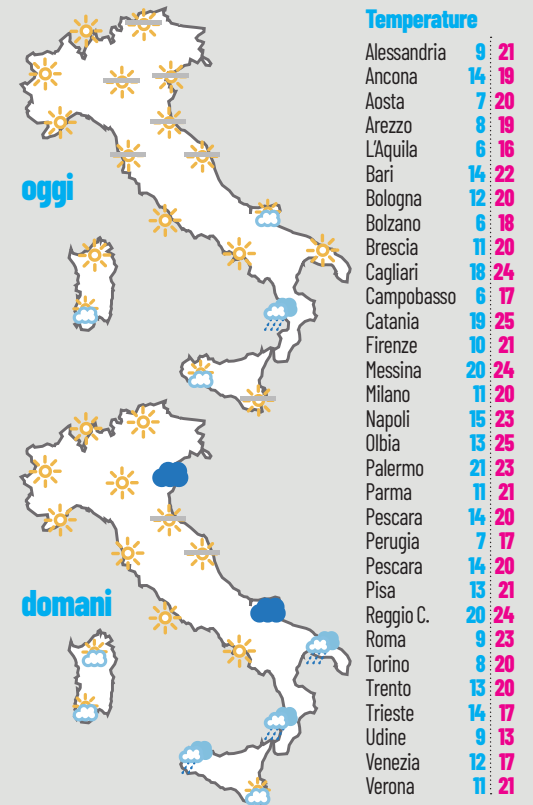 Temperature
Alessandria 9 21
Ancona 14 19
Aosta 7 20
Arezzo 8 19
L'Aquila 6 16
Bari 14 22
Bologna 12 20
Bolzano 6 18
Brescia 11 20
Cagliari 18 24
Campobasso 6 17
Catania 19 25
Firenze 10 21
Messina 20 24
Milano 11 20
Napoli 15 23
Olbia 13 25
Palermo 21 23
Parma 11 21
Pescara 14 20
Perugia 7 17
Pescara 14 20
Pisa 13 21
Reggio C. 20 24
Roma 9 23
Torino 8 20
Trento 13 20
Trieste 14 17
Udine 9 13
Venezia 12 17
Verona 11 21
oggi
domani